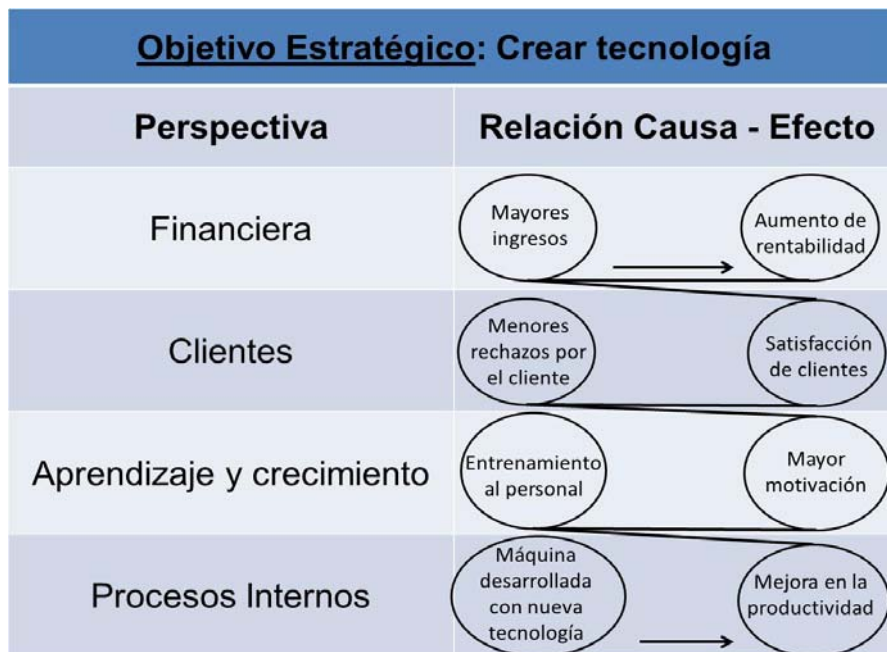 Objetivo Estratégico: Crear tecnología
Perspectiva
Relación Causa - Efecto
Financiera
Mayores
ingresos
Aumento de
rentabilidad
Clientes
Menores
rechazos por
el cliente
Satisfacción
de clientes
Aprendizaje y crecimiento
Entrenamiento
al personal
Mayor
motivación
Procesos Internos
Máquina
desarrollada
con nueva
tecnología
Mejora en la
productividad